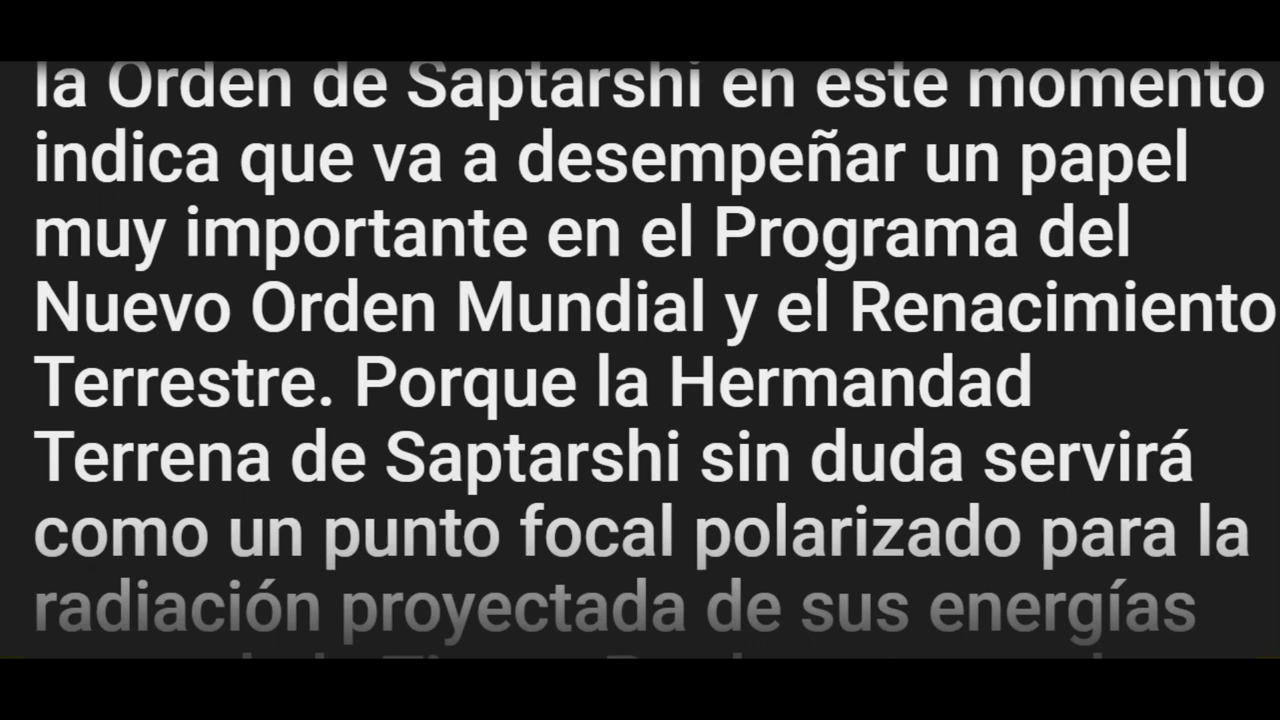 la Orden de Saptarshi en este momento
indica que va a desempeñar un papel
muy importante en el Programa del
Nuevo Orden Mundial y el Renacimiento
Terrestre. Porque la Hermandad
Terrena de Saptarshi sin duda servirá
como un punto focal polarizado para la
radiación proyectada de sus energías